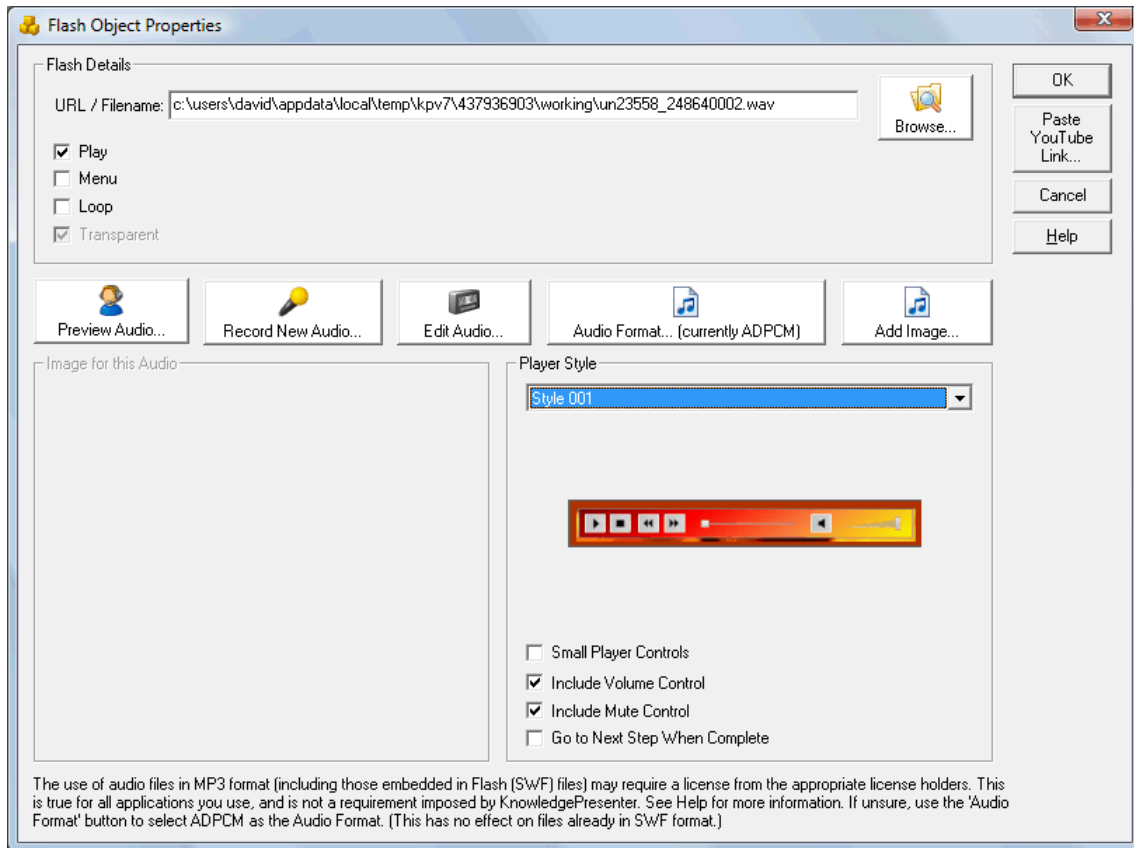 Flash Object Properties
Flash Details
URL / Filename: c:\users\david\appdata\local\temp\kpv7\437936903\working\un23558_248640002.wav
Browse...
Play
Menu
Loop
Transparent
OK
Paste
YouTube
Link...
Cancel
Help
Preview Audio...
Record New Audio...
Edit Audio...
Audio Format... (currently ADPCM)
Add Image...
Image for this Audio
Player Style
Style 001
Small Player Controls
Include Volume Control
Include Mute Control
Go to Next Step When Complete
The use of audio files in MP3 format (including those embedded in Flash (SWF) files) may require a license from the appropriate license holders. This
is true for all applications you use, and is not a requirement imposed by KnowledgePresenter. See Help for more information. If unsure, use the 'Audio
Format' button to select ADPCM as the Audio Format. (This has no effect on files already in SWF format.)